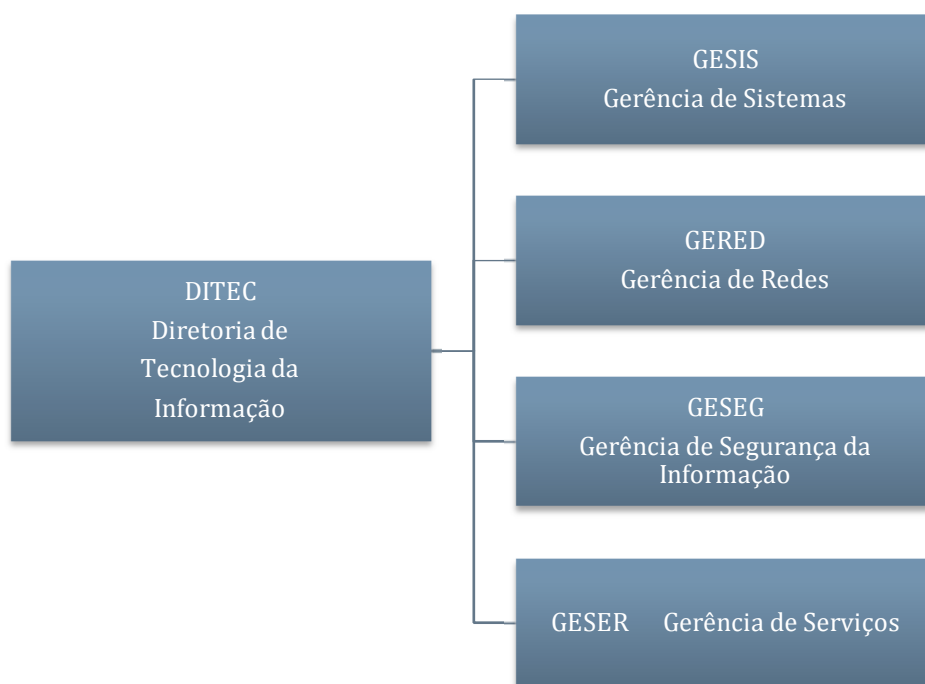 GESIS
Gerência de Sistemas
GERED
Gerência de Redes
DITEC
Diretoria de
Tecnologia da
Informação
GESEG
Gerência de Segurança da
Informação
GESER Gerência de Serviços